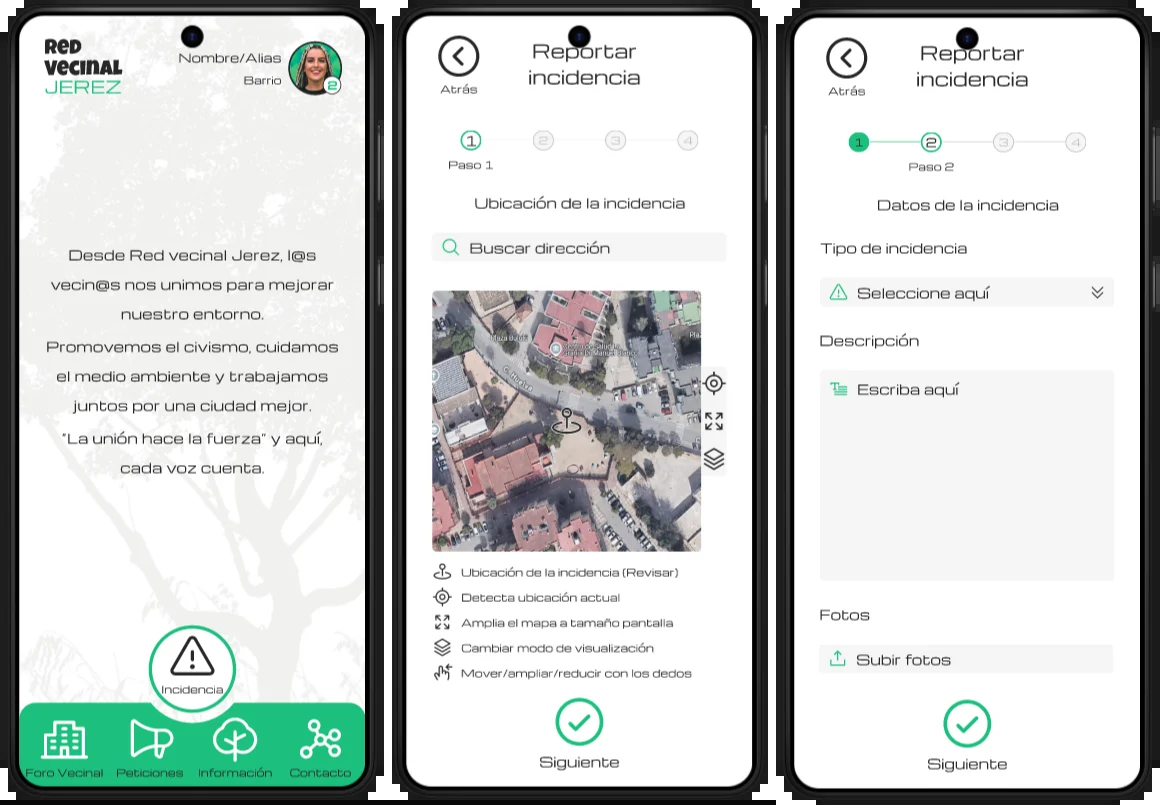 Red
vecinal
JEREZ
Nombre/Alias
Barrio
2
Desde Red vecinal Jerez, l@s
vecin@s nos unimos para mejorar
nuestro entorno.
Promovemos el civismo, cuidamos
el medio ambiente y trabajamos
juntos por una ciudad mejor.
"La unión hace la fuerza" y aquí,
cada voz cuenta.
Incidencia
Foro Vecinal
Peticiones
Información
Contacto
Reportar
incidencia
Atrás
1
2
3
4
Paso 1
Ubicación de la incidencia
Buscar dirección
Ubicación de la incidencia (Revisar)
Detecta ubicación actual
Amplia el mapa a tamaño pantalla
Cambiar modo de visualización
Mover/ampliar/reducir con los dedos
Siguiente
Reportar
incidencia
Atrás
1
2
3
4
Paso 2
Datos de la incidencia
Tipo de incidencia
Seleccione aquí
Descripción
Escriba aquí
Fotos
Subir fotos
Siguiente